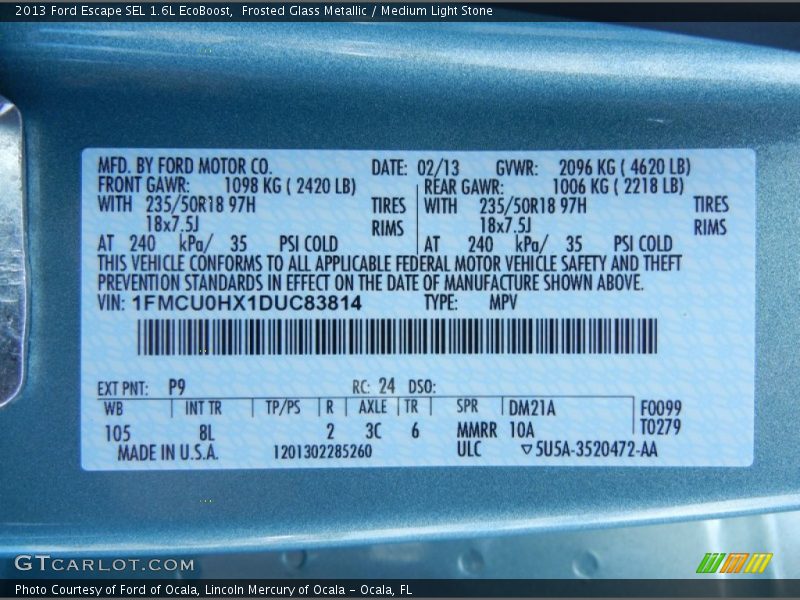 2013 Ford Escape SEL 1.6L EcoBoost,  Frosted Glass Metallic / Medium Light Stone
MFD. BY FORD MOTOR CO. DATE: 02/13 GVWR: 2096 KG ( 4620 LB)
FRONT GAWR: 1098 KG ( 2420 LB) REAR GAWR: 1006 KG ( 2218 LB)
WITH 235/50R18 97H TIRES WITH 235/50R18 97H TIRES
18x7.5J RIMS 18x7.5J RIMS
AT 240 kPa/ 35 PSI COLD AT 240 kPa/ 35 PSI COLD
THIS VEHICLE CONFORMS TO ALL APPLICABLE FEDERAL MOTOR VEHICLE SAFETY AND THEFT
PREVENTION STANDARDS IN EFFECT ON THE DATE OF MANUFACTURE SHOWN ABOVE.
VIN: 1FMCU0HX1DUC83814 TYPE: MPV
EXT PNT: P9 RC: 24 DSO:
WB INT TR TP/PS R AXLE TR SPR DM21A F0099
105 8L 2 3C 6 MMRR 10A T0279
MADE IN U.S.A. 1201302285260 ULC ▽5U5A-3520472-AA
GTCARLOT.COM
Photo Courtesy of Ford of Ocala, Lincoln Mercury of Ocala - Ocala, FL